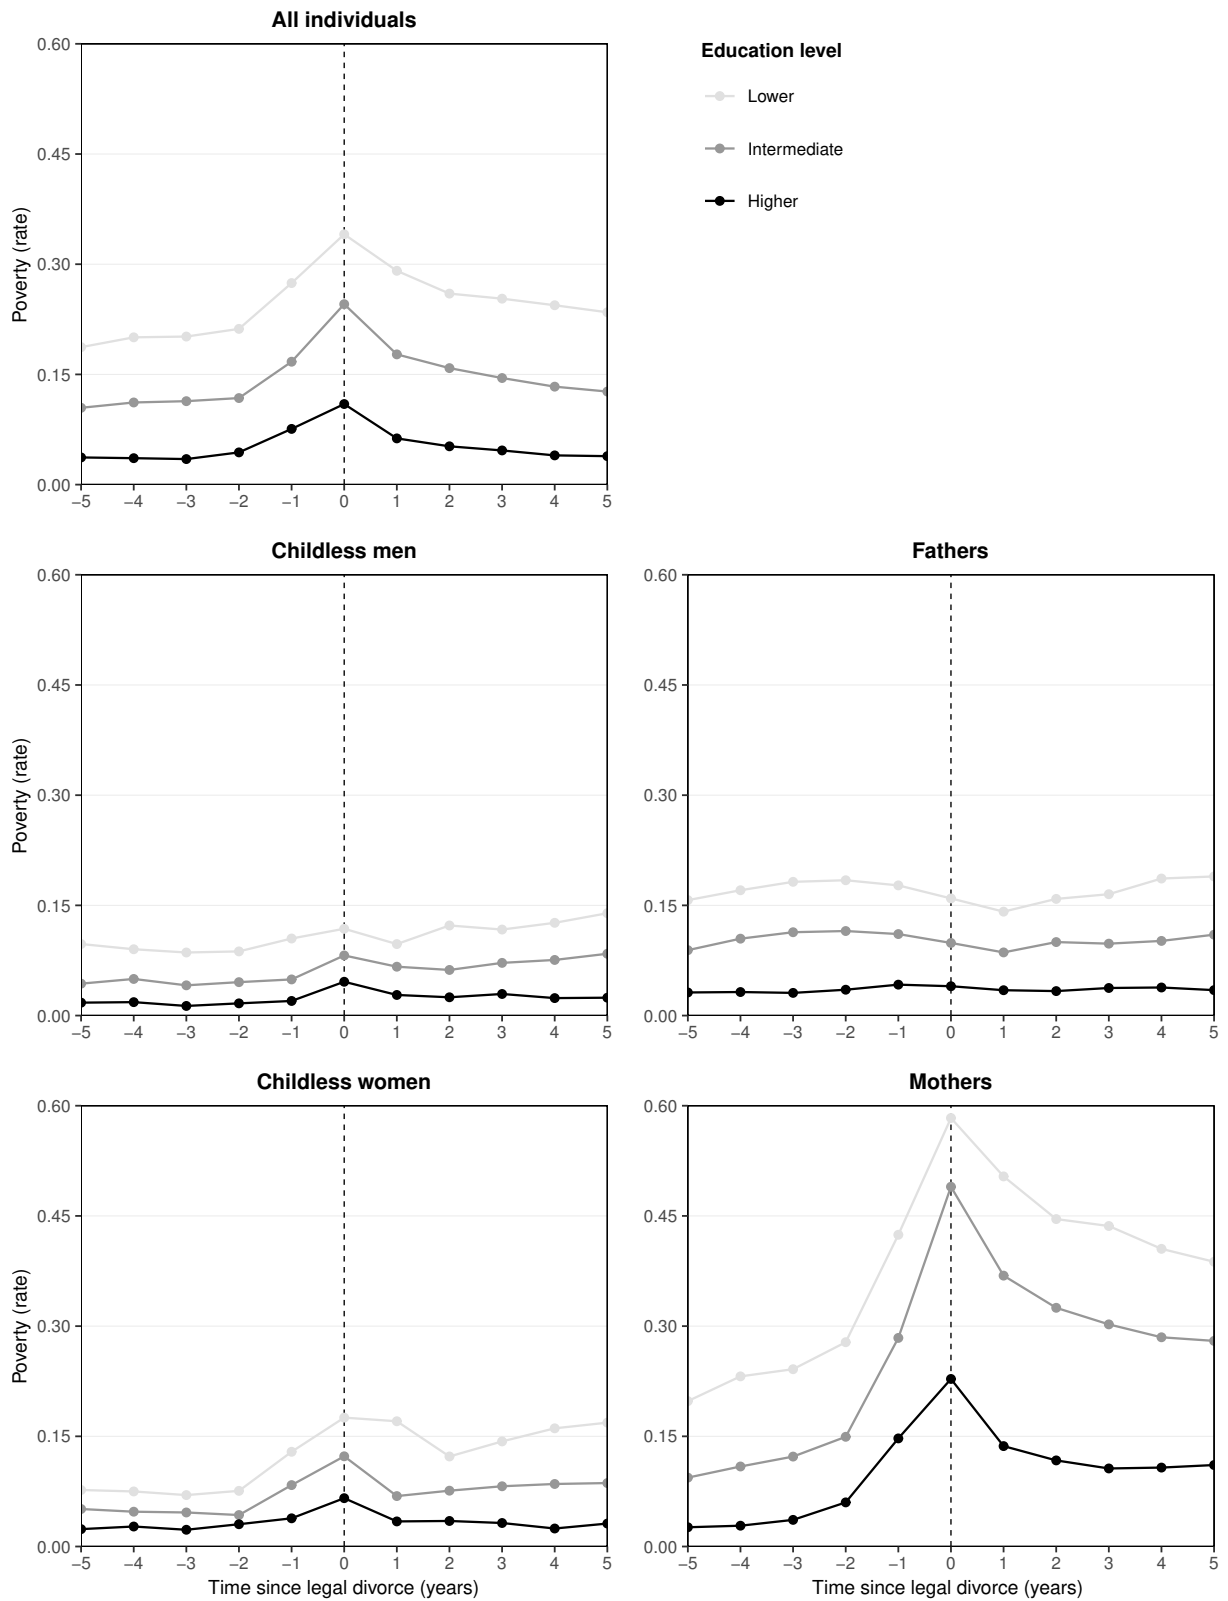 All individuals
Education level
Lower
Intermediate
Higher
Poverty (rate)
0.60
0.45
0.30
0.15
0.00
−5 −4 −3 −2 −1 0 1 2 3 4 5
Childless men
Poverty (rate)
0.60
0.45
0.30
0.15
0.00
−5 −4 −3 −2 −1 0 1 2 3 4 5
Fathers
0.60
0.45
0.30
0.15
0.00
−5 −4 −3 −2 −1 0 1 2 3 4 5
Childless women
Poverty (rate)
0.60
0.45
0.30
0.15
0.00
−5 −4 −3 −2 −1 0 1 2 3 4 5
Time since legal divorce (years)
Mothers
0.60
0.45
0.30
0.15
0.00
−5 −4 −3 −2 −1 0 1 2 3 4 5
Time since legal divorce (years)